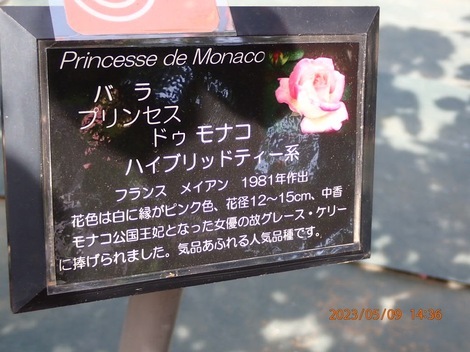 Princesse de Monaco
バ ラ
プリンセス
ドゥ モナコ
ハイブリッドティー系
フランス メイアン 1981年作出
花色は白に縁がピンク色、花径12〜15cm、中香
モナコ公国王妃となった女優の故グレース・ケリー
に捧げられました。気品あふれる人気品種です。
2023/05/09 14:36